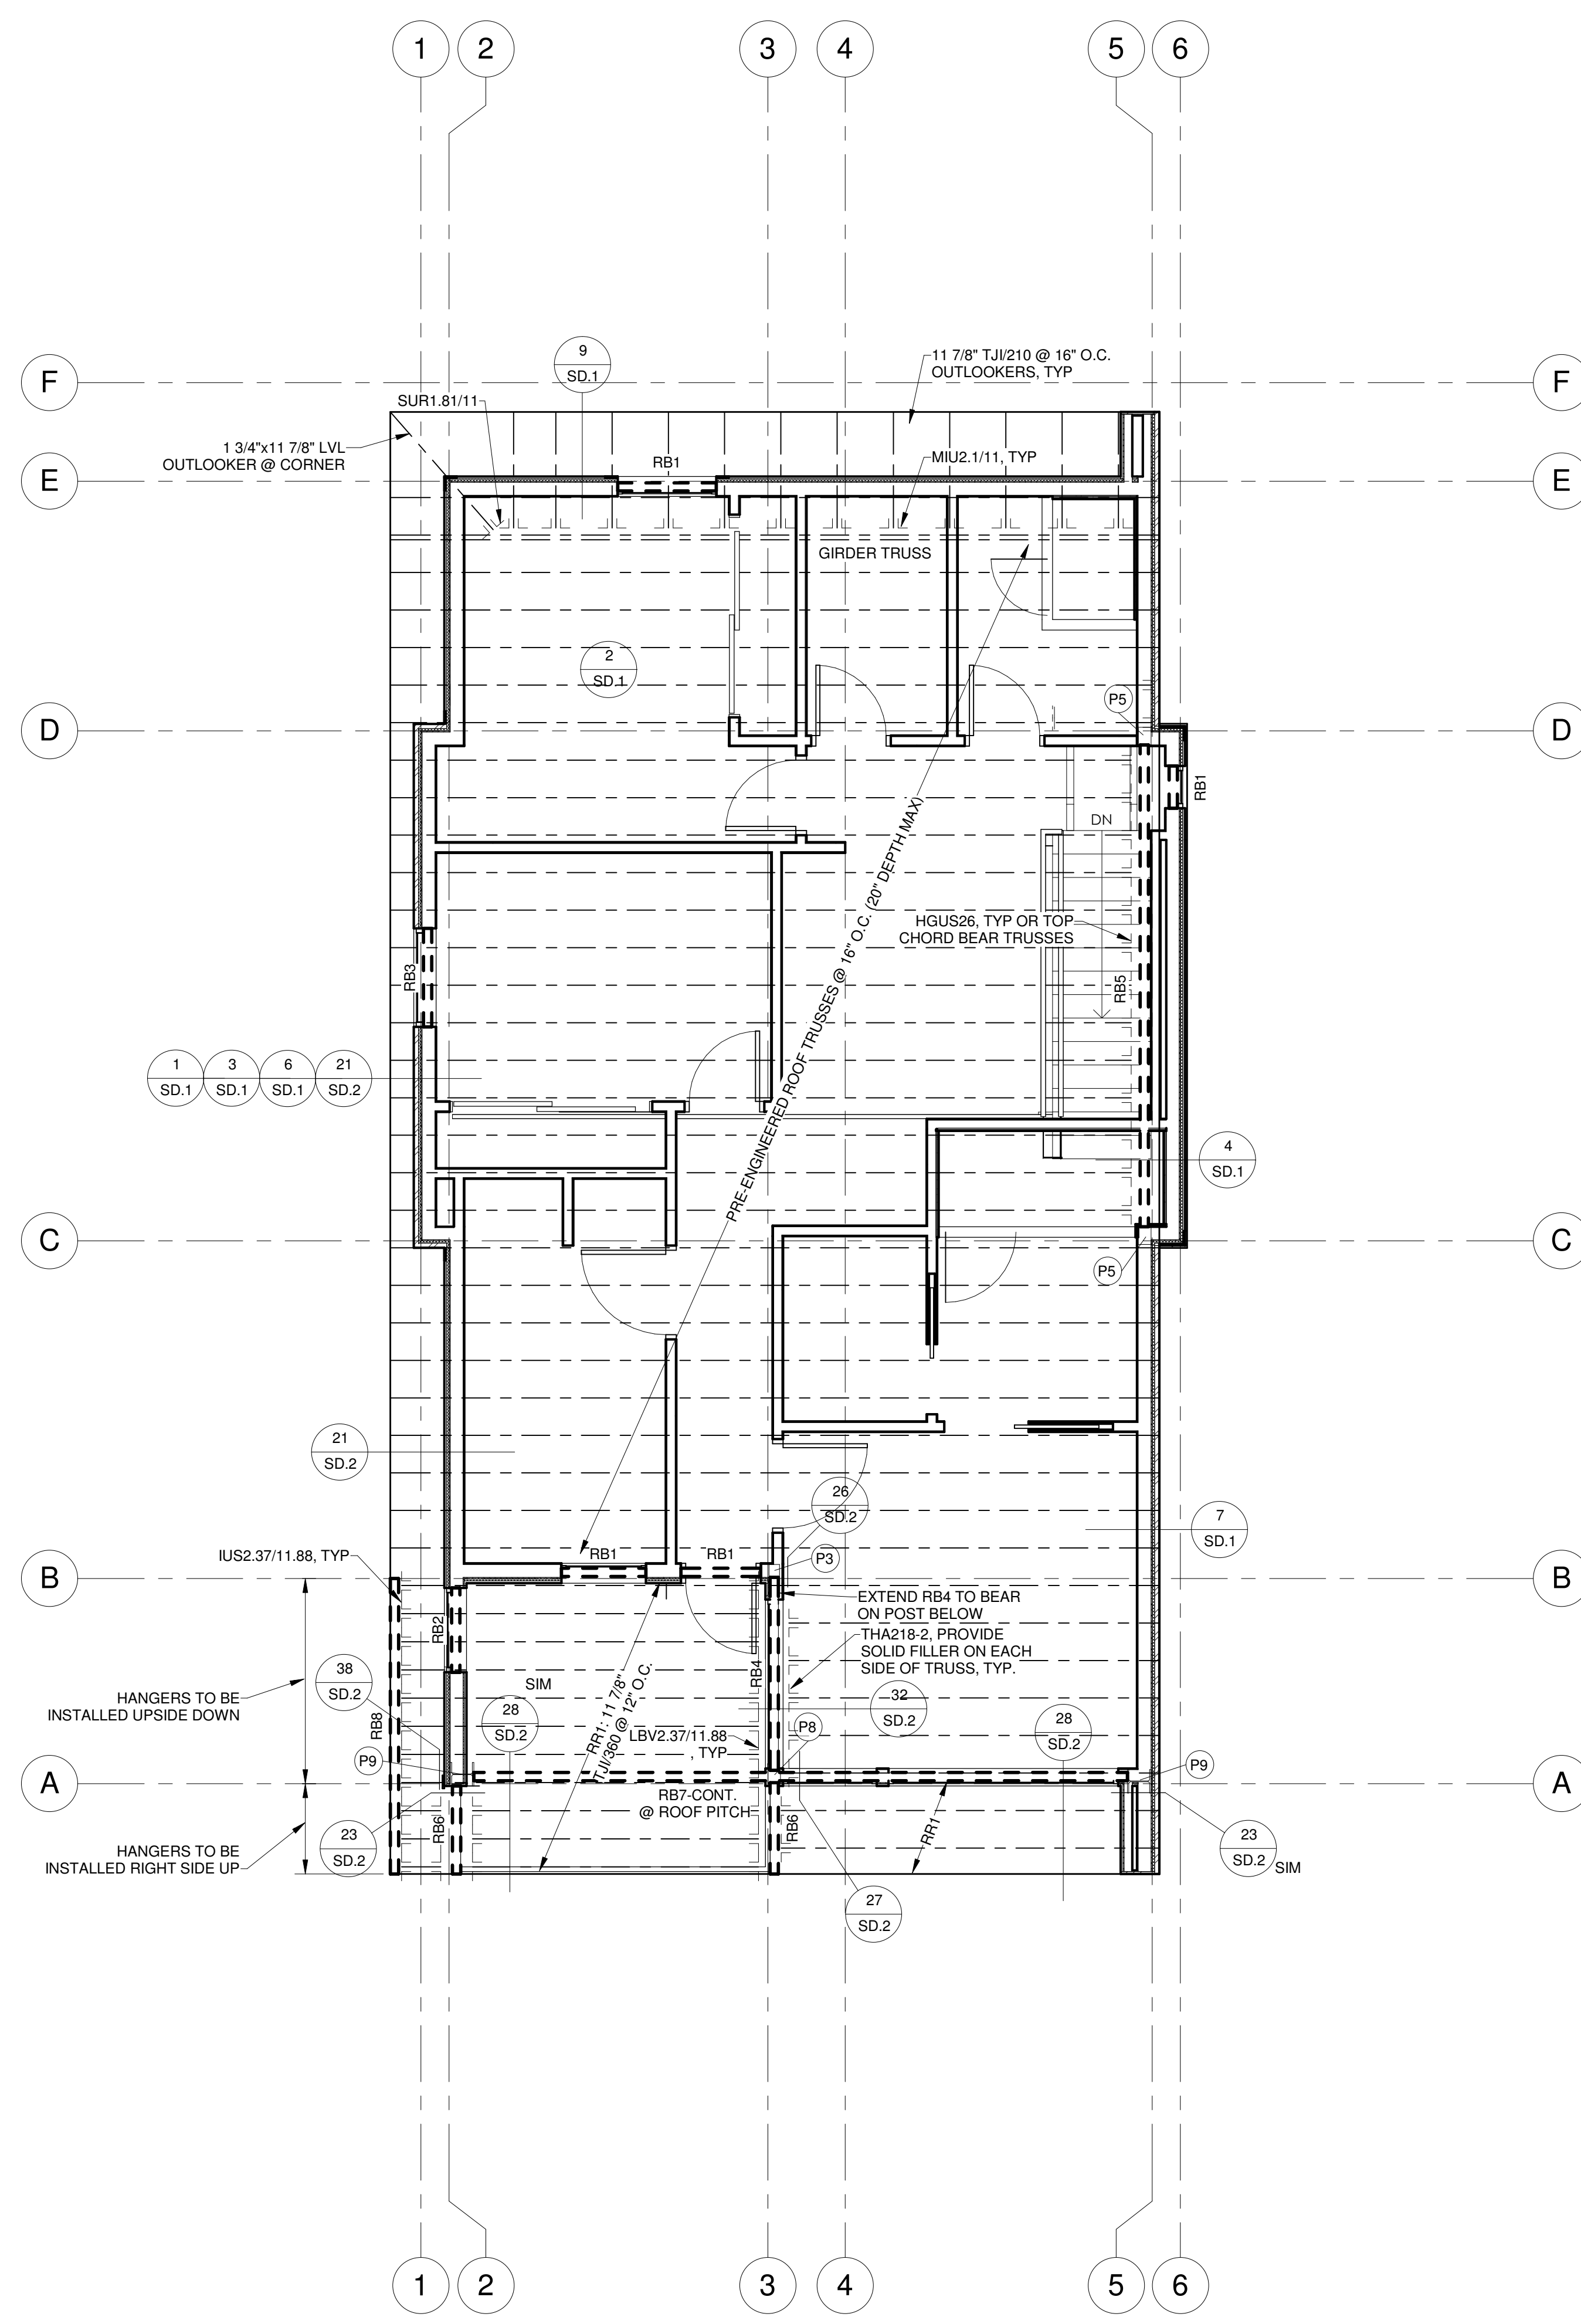 1
2
3
4
5
6
9
SD.1
11 7/8" TJI/210 @ 16" O.C.
OUTLOOKERS, TYP
F
F
SUR1.81/11
1 3/4"x11 7/8" LVL
OUTLOOKER @ CORNER
RB1
MIU2.1/11, TYP
E
E
GIRDER TRUSS
2
SD.1
P5
D
D
RB1
DN
PRE-ENGINEERED ROOF TRUSSES @ 16" O.C. (20" DEPTH MAX)
HGUS26, TYP OR TOP
CHORD BEAR TRUSSES
RB3
RB5
1
SD.1
3
SD.1
6
SD.1
21
SD.2
4
SD.1
C
C
P5
21
SD.2
26
SD.2
7
SD.1
IUS2.37/11.88, TYP
RB1
RB1
P3
B
B
EXTEND RB4 TO BEAR
ON POST BELOW
RB2
THA218-2, PROVIDE
SOLID FILLER ON EACH
SIDE OF TRUSS, TYP.
RB4
38
SD.2
SIM
28
SD.2
RR1: 11 7/8"
TJI/360 @ 12" O.C.
32
SD.2
HANGERS TO BE
INSTALLED UPSIDE DOWN
RB8
LBV2.37/11.88
, TYP
P8
28
SD.2
P9
P9
A
A
RB7-CONT.
@ ROOF PITCH
RB6
RB6
RR1
23
SD.2
HANGERS TO BE
INSTALLED RIGHT SIDE UP
23
SD.2
SIM
27
SD.2
1
2
3
4
5
6